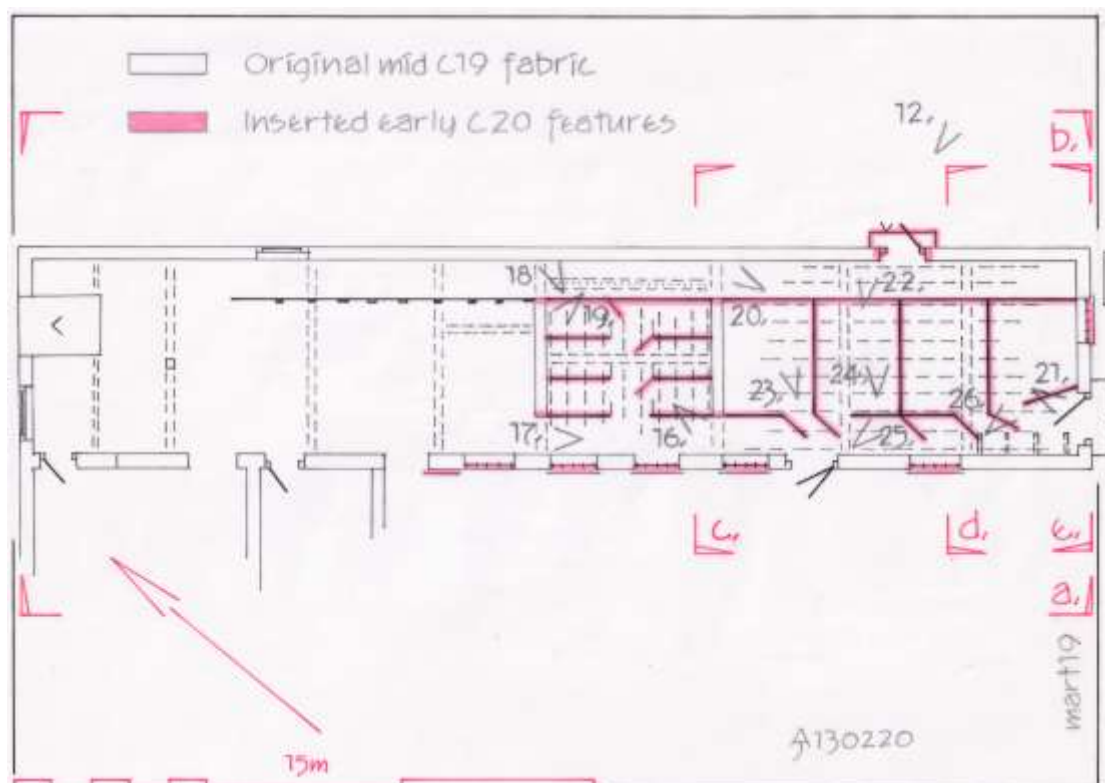 Original mid C19 fabric
Inserted early C20 features
12,
b,
18,
22,
19,
20,
23,
24,
21,
26,
17,
16,
25,
c,
d,
e,
a,
mart19
130220
15m